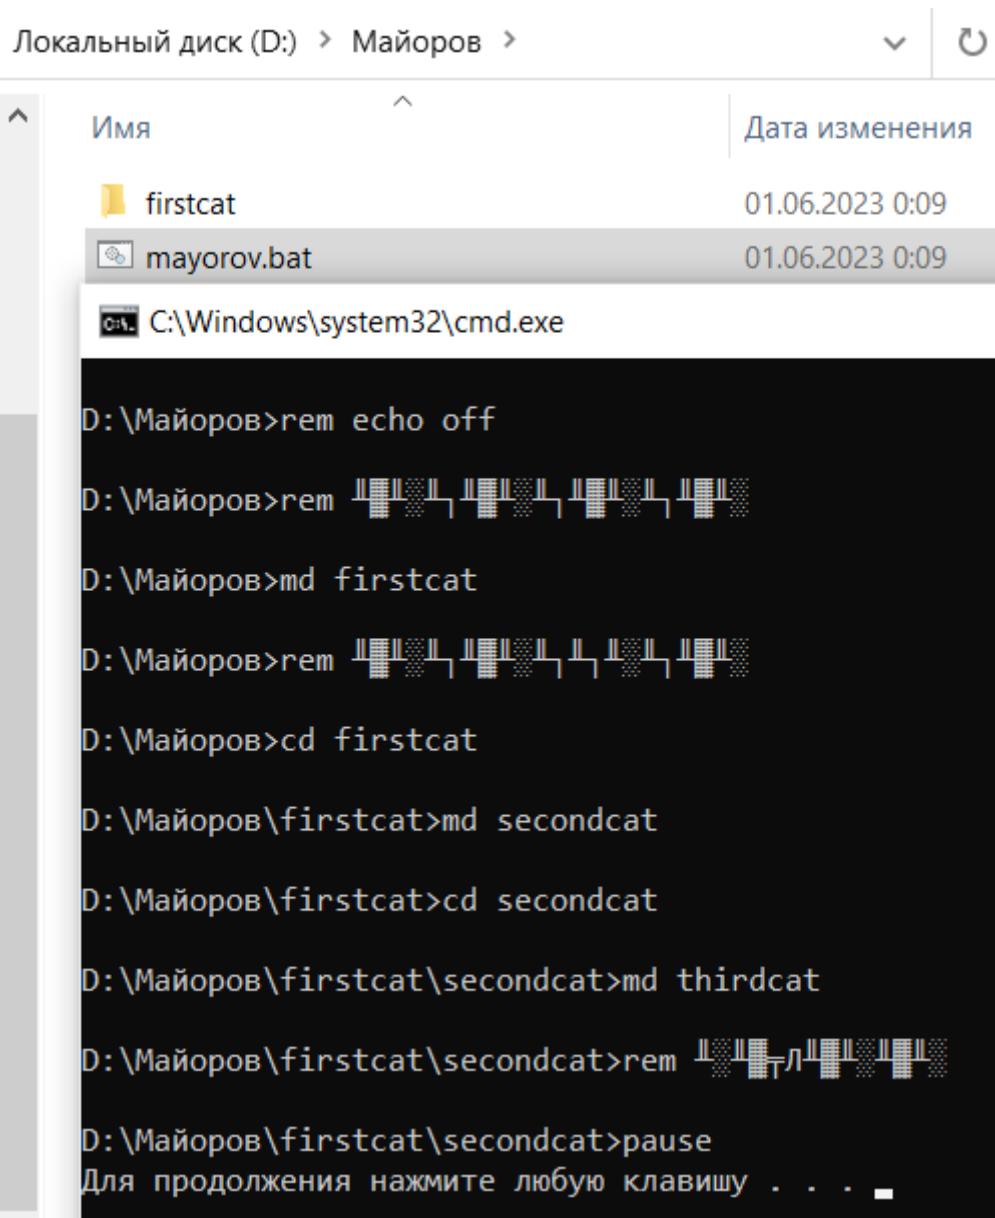 Локальный диск (D:) > Майоров >
Имя Дата изменения
firstcat 01.06.2023 0:09
mayorov.bat 01.06.2023 0:09
C:\Windows\system32\cmd.exe
D:\Майоров>rem echo off
D:\Майоров>rem ╨▓╨░╨┐╨▓╨░╨┐╨▓╨░╨┐╨▓╨░
D:\Майоров>md firstcat
D:\Майоров>rem ╨▓╨░╨┐╨▓╨░╨┐╨┐╨░╨┐╨▓╨░
D:\Майоров>cd firstcat
D:\Майоров\firstcat>md secondcat
D:\Майоров\firstcat>cd secondcat
D:\Майоров\firstcat\secondcat>md thirdcat
D:\Майоров\firstcat\secondcat>rem ╨░╨▓╤Л╨▓╨░╨▓╨░
D:\Майоров\firstcat\secondcat>pause
Для продолжения нажмите любую клавишу . . .